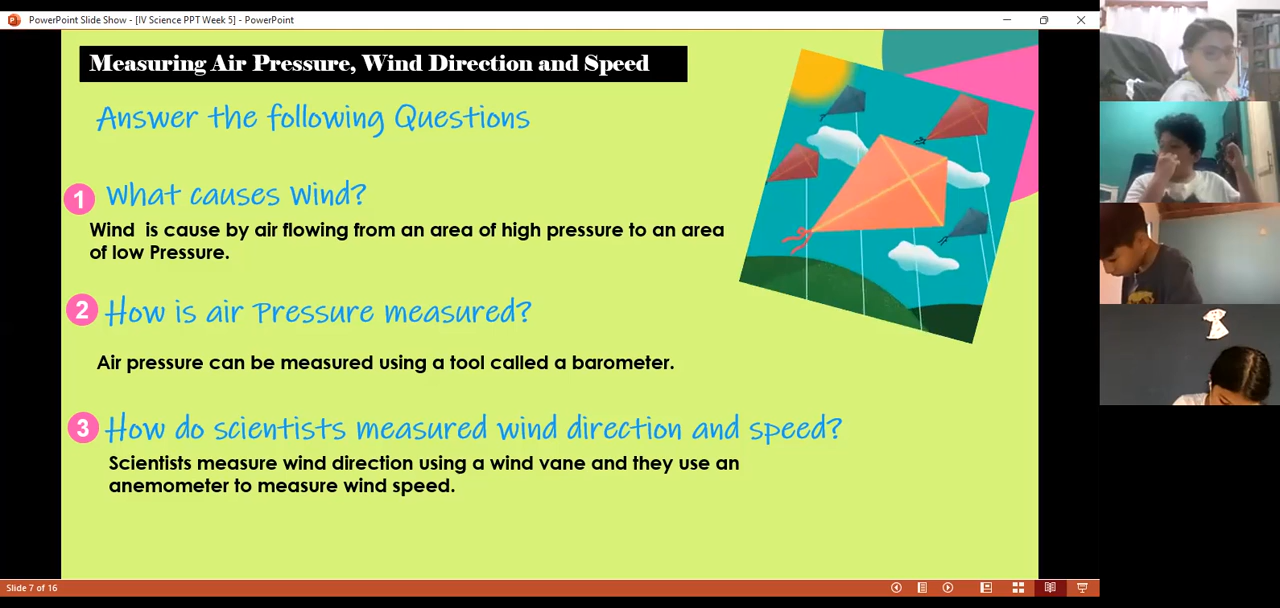 PowerPoint Slide Show - [IV Science PPT Week 5] - PowerPoint
Measuring Air Pressure, Wind Direction and Speed
Answer the following Questions
1 What causes Wind?
Wind is cause by air flowing from an area of high pressure to an area
of low Pressure.
2 How is air Pressure measured?
Air pressure can be measured using a tool called a barometer.
3 How do scientists measured wind direction and speed?
Scientists measure wind direction using a wind vane and they use an
anemometer to measure wind speed.
Slide 7 of 16